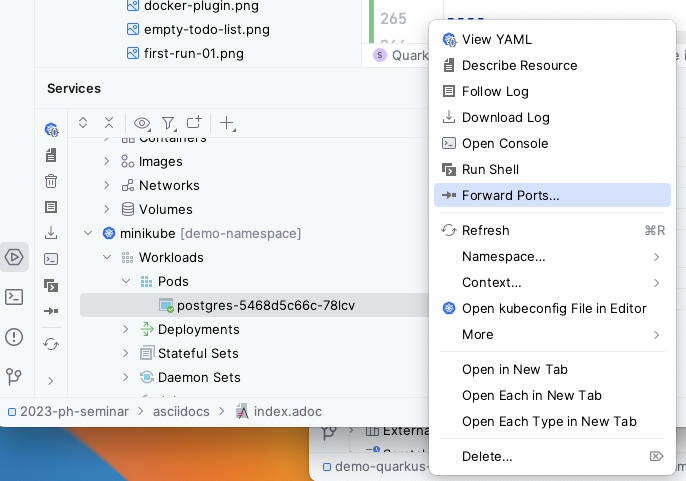 docker-plugin.png
empty-todo-list.png
first-run-01.png
265
Quark
Services
Containers
Images
Networks
Volumes
minikube [demo-namespace]
Workloads
Pods
postgres-5468d5c66c-78lcv
Deployments
Stateful Sets
Daemon Sets
2023-ph-seminar > asciidocs > index.adoc
Externa
demo-quarkus-
View YAML
Describe Resource
Follow Log
Download Log
Open Console
Run Shell
Forward Ports...
Refresh ⌘R
Namespace...
Context...
Open kubeconfig File in Editor
More
Open in New Tab
Open Each in New Tab
Open Each Type in New Tab
Delete...